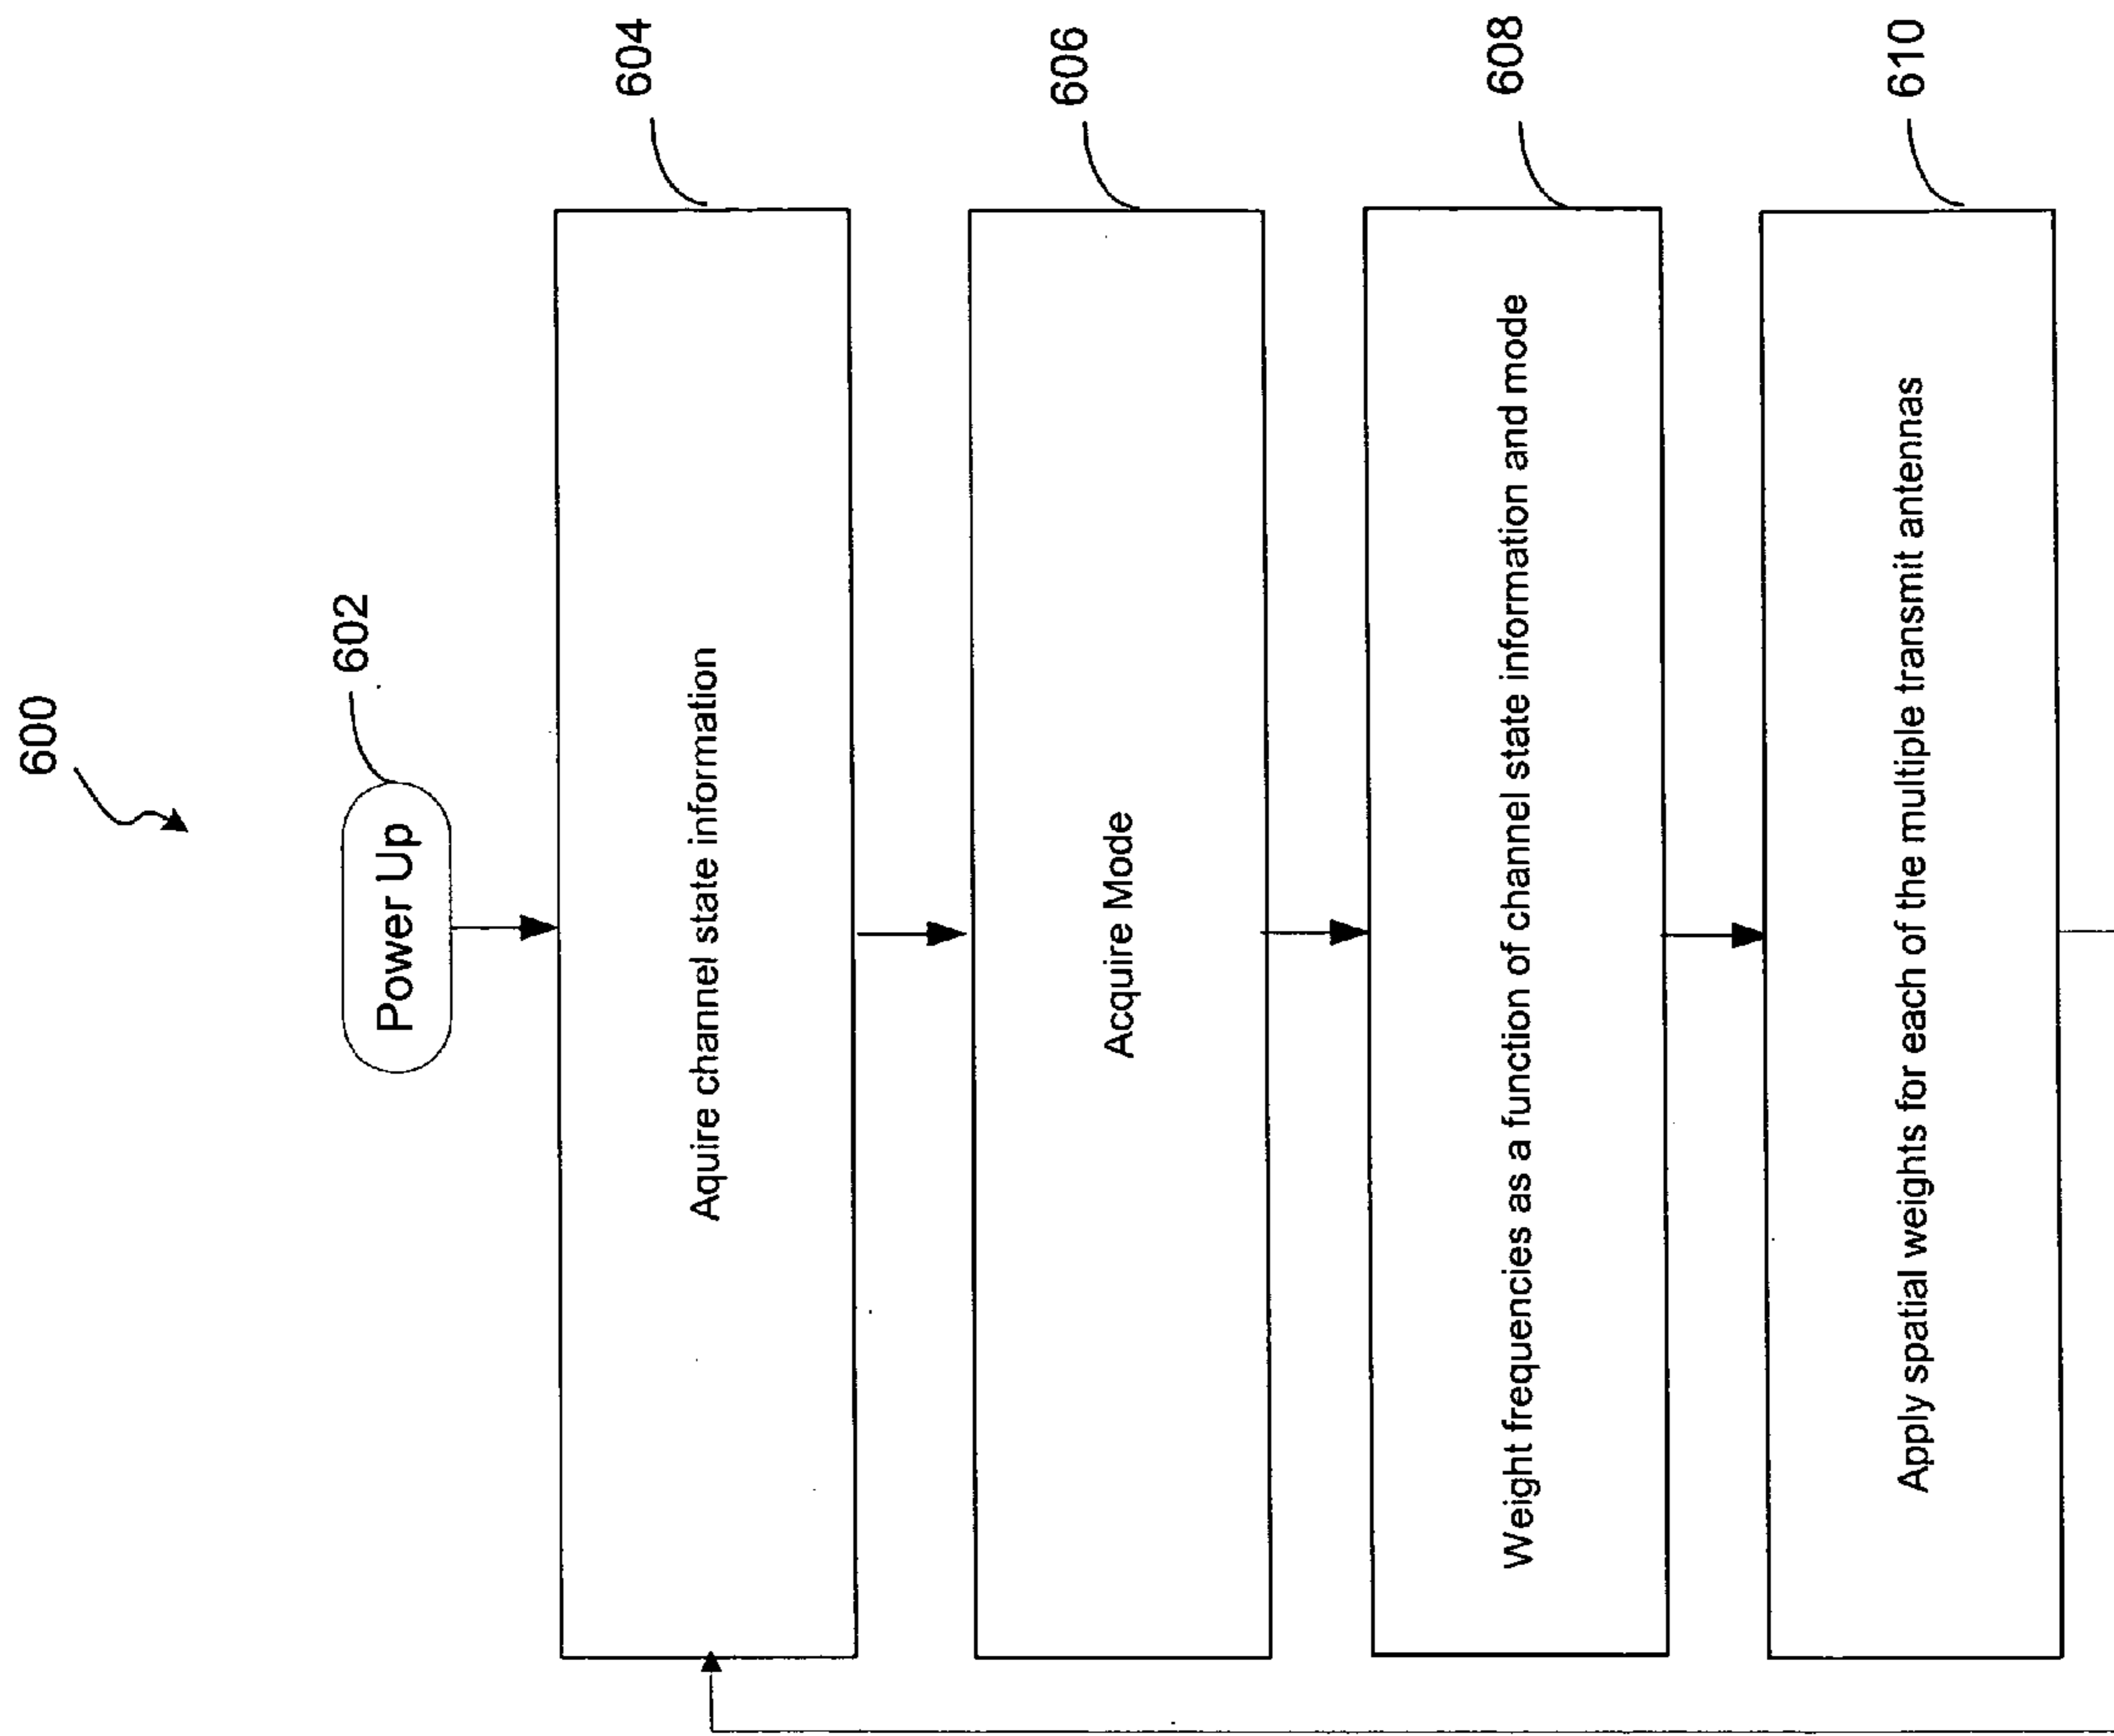 600
Power Up
602
Aquire channel state information
604
Acquire Mode
606
Weight frequencies as a function of channel state information and mode
608
Apply spatial weights for each of the multiple transmit antennas
610